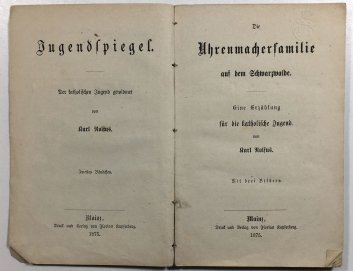 Jugendspiegel.
Der katholischen Jugend gewidmet
von
Karl Rolfus.
Zweites Bändchen.
Mainz,
Druck und Verlag von Florian Kupferberg.
1875.
Die
Uhrenmacherfamilie
auf dem Schwarzwalde.
Eine Erzählung
für die katholische Jugend.
von
Karl Rolfus.
Mit drei Bildern.
Mainz,
Druck und Verlag von Florian Kupferberg.
1875.